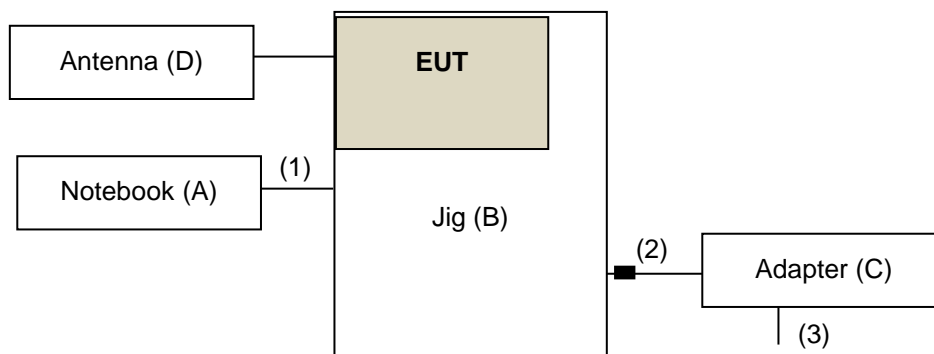 Antenna (D)
EUT
Notebook (A)
(1)
Jig (B)
(2)
Adapter (C)
(3)